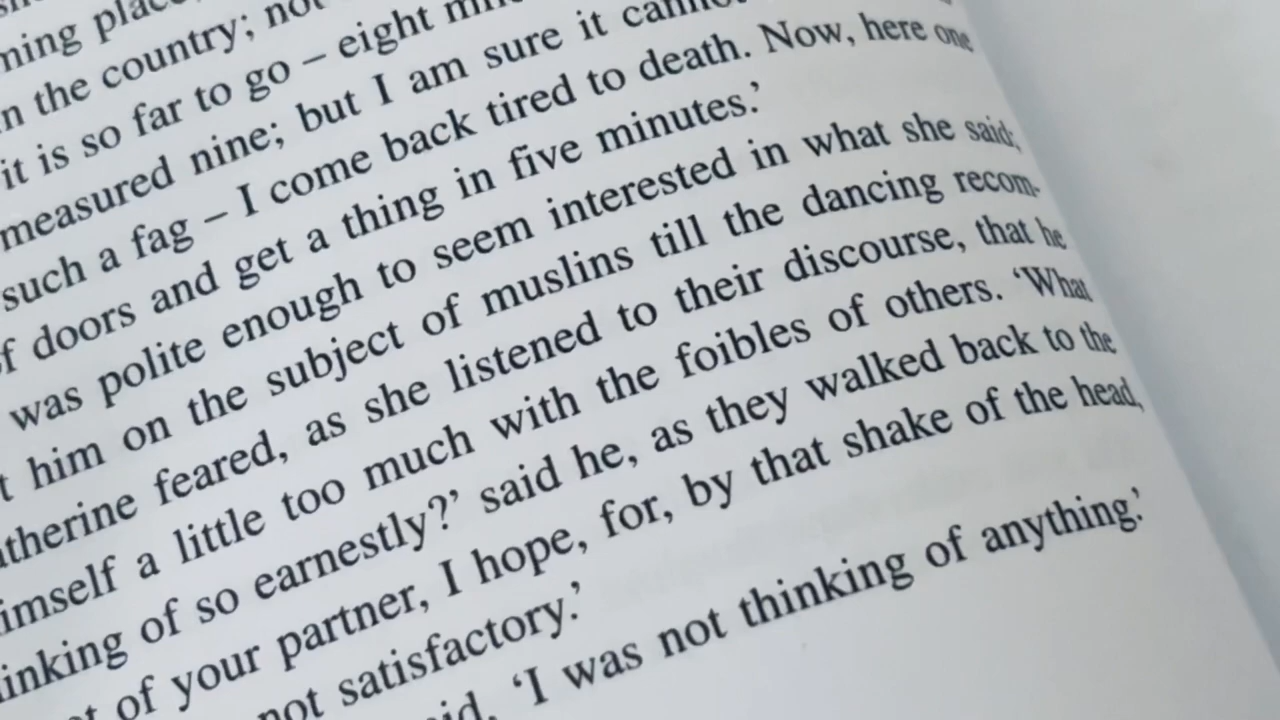 ming place
n the country; not
it is so far to go – eight
measured nine; but I am sure it cannot
such a fag – I come back tired to death. Now, here one
f doors and get a thing in five minutes.’
was polite enough to seem interested in what she said;
t him on the subject of muslins till the dancing recom-
atherine feared, as she listened to their discourse, that he
imself a little too much with the foibles of others. ‘What
inking of so earnestly?’ said he, as they walked back to the
t of your partner, I hope, for, by that shake of the head,
not satisfactory.’
id, ‘I was not thinking of anything.’